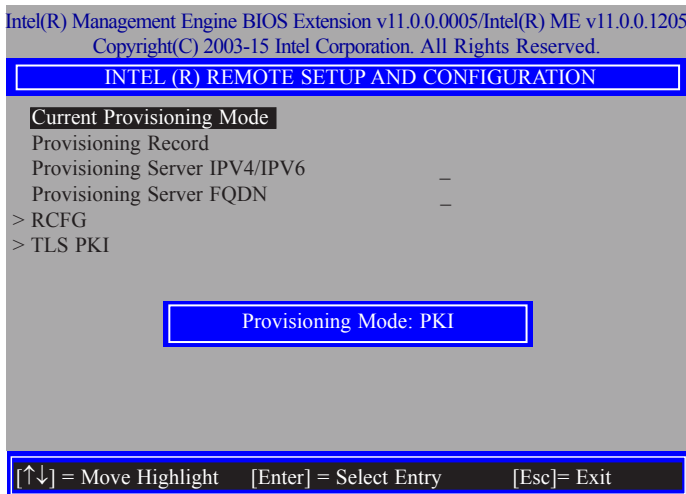 Intel(R) Management Engine BIOS Extension v11.0.0.0005/Intel(R) ME v11.0.0.1205
Copyright(C) 2003-15 Intel Corporation. All Rights Reserved.
INTEL (R) REMOTE SETUP AND CONFIGURATION
Current Provisioning Mode
Provisioning Record
Provisioning Server IPV4/IPV6 _
Provisioning Server FQDN _
> RCFG
> TLS PKI
Provisioning Mode: PKI
[↑↓] = Move Highlight [Enter] = Select Entry [Esc]= Exit